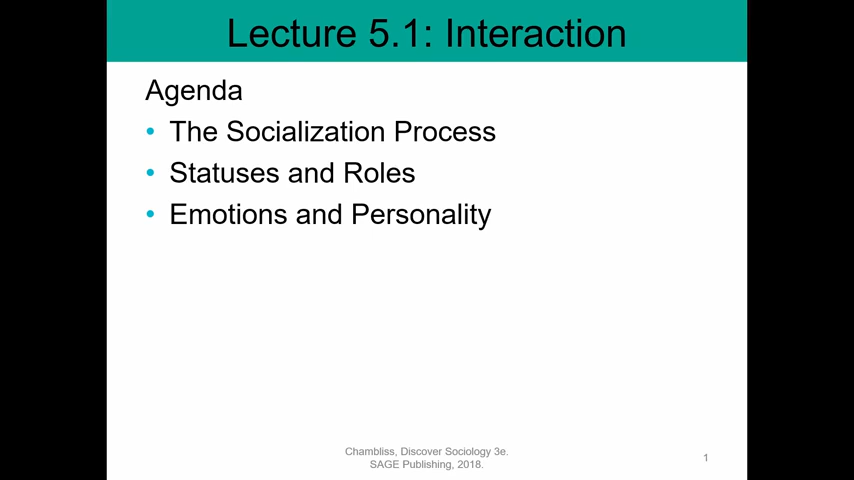 Lecture 5.1: Interaction
Agenda
• The Socialization Process
• Statuses and Roles
• Emotions and Personality
Chambliss, Discover Sociology 3e.
SAGE Publishing, 2018.
1